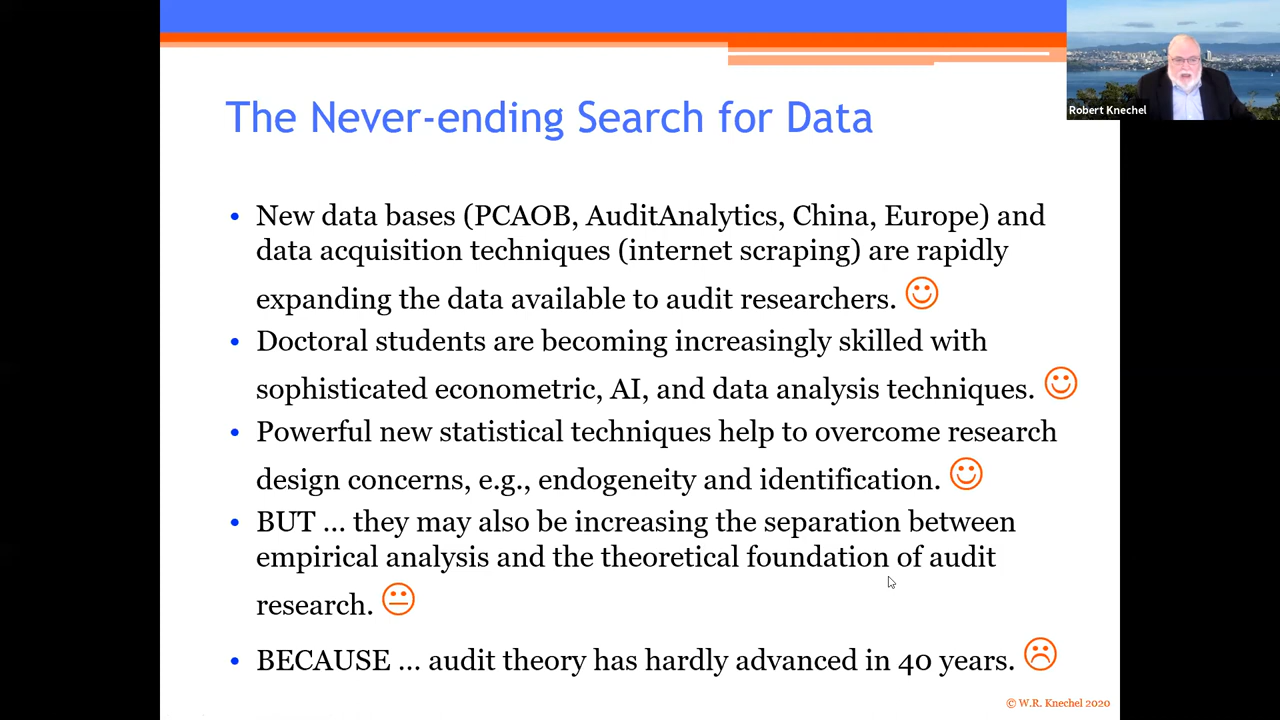 The Never-ending Search for Data
Robert Knechel
• New data bases (PCAOB, AuditAnalytics, China, Europe) and
data acquisition techniques (internet scraping) are rapidly
expanding the data available to audit researchers. ☺
• Doctoral students are becoming increasingly skilled with
sophisticated econometric, AI, and data analysis techniques. ☺
• Powerful new statistical techniques help to overcome research
design concerns, e.g., endogeneity and identification. ☺
• BUT ... they may also be increasing the separation between
empirical analysis and the theoretical foundation of audit
research. 😐
• BECAUSE ... audit theory has hardly advanced in 40 years. ☹
© W.R. Knechel 2020